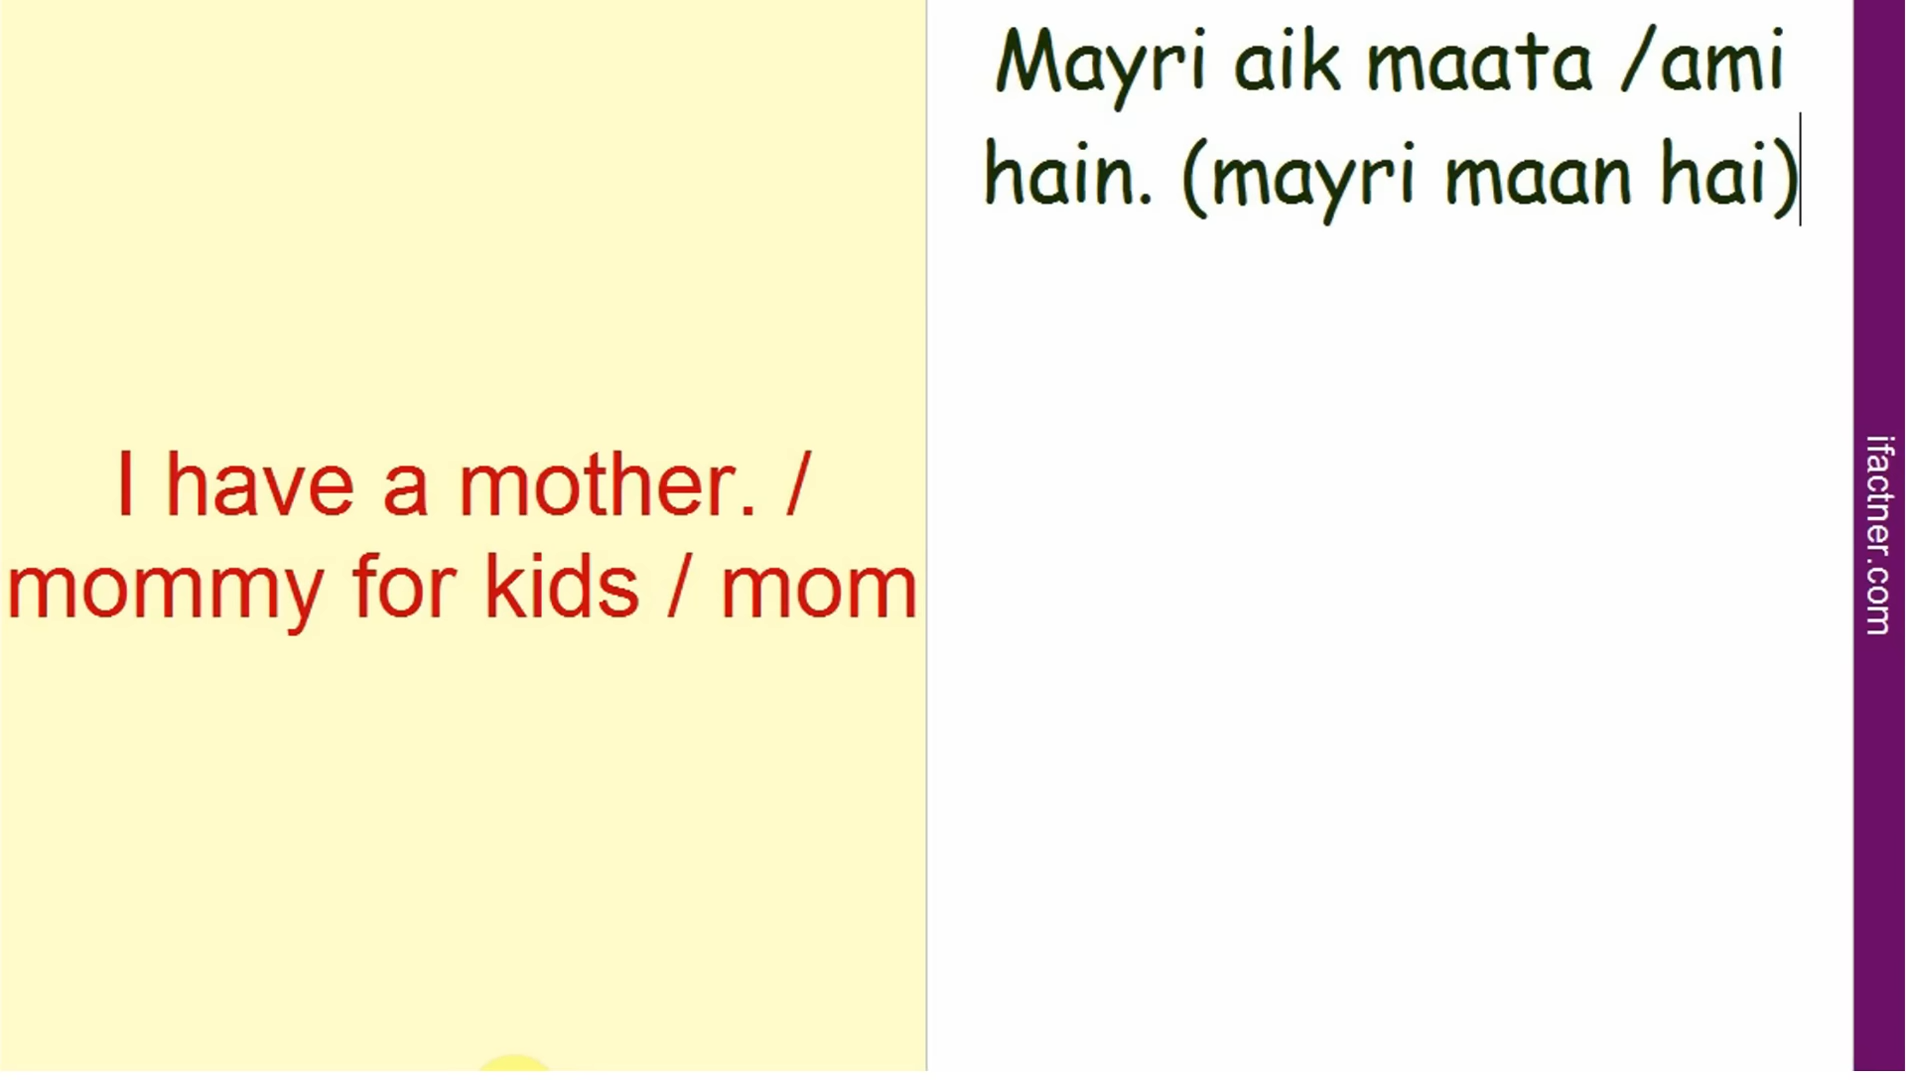 I have a mother. /
mommy for kids / mom
Mayri aik maata /ami
hain. (mayri maan hai)
ifactner.com